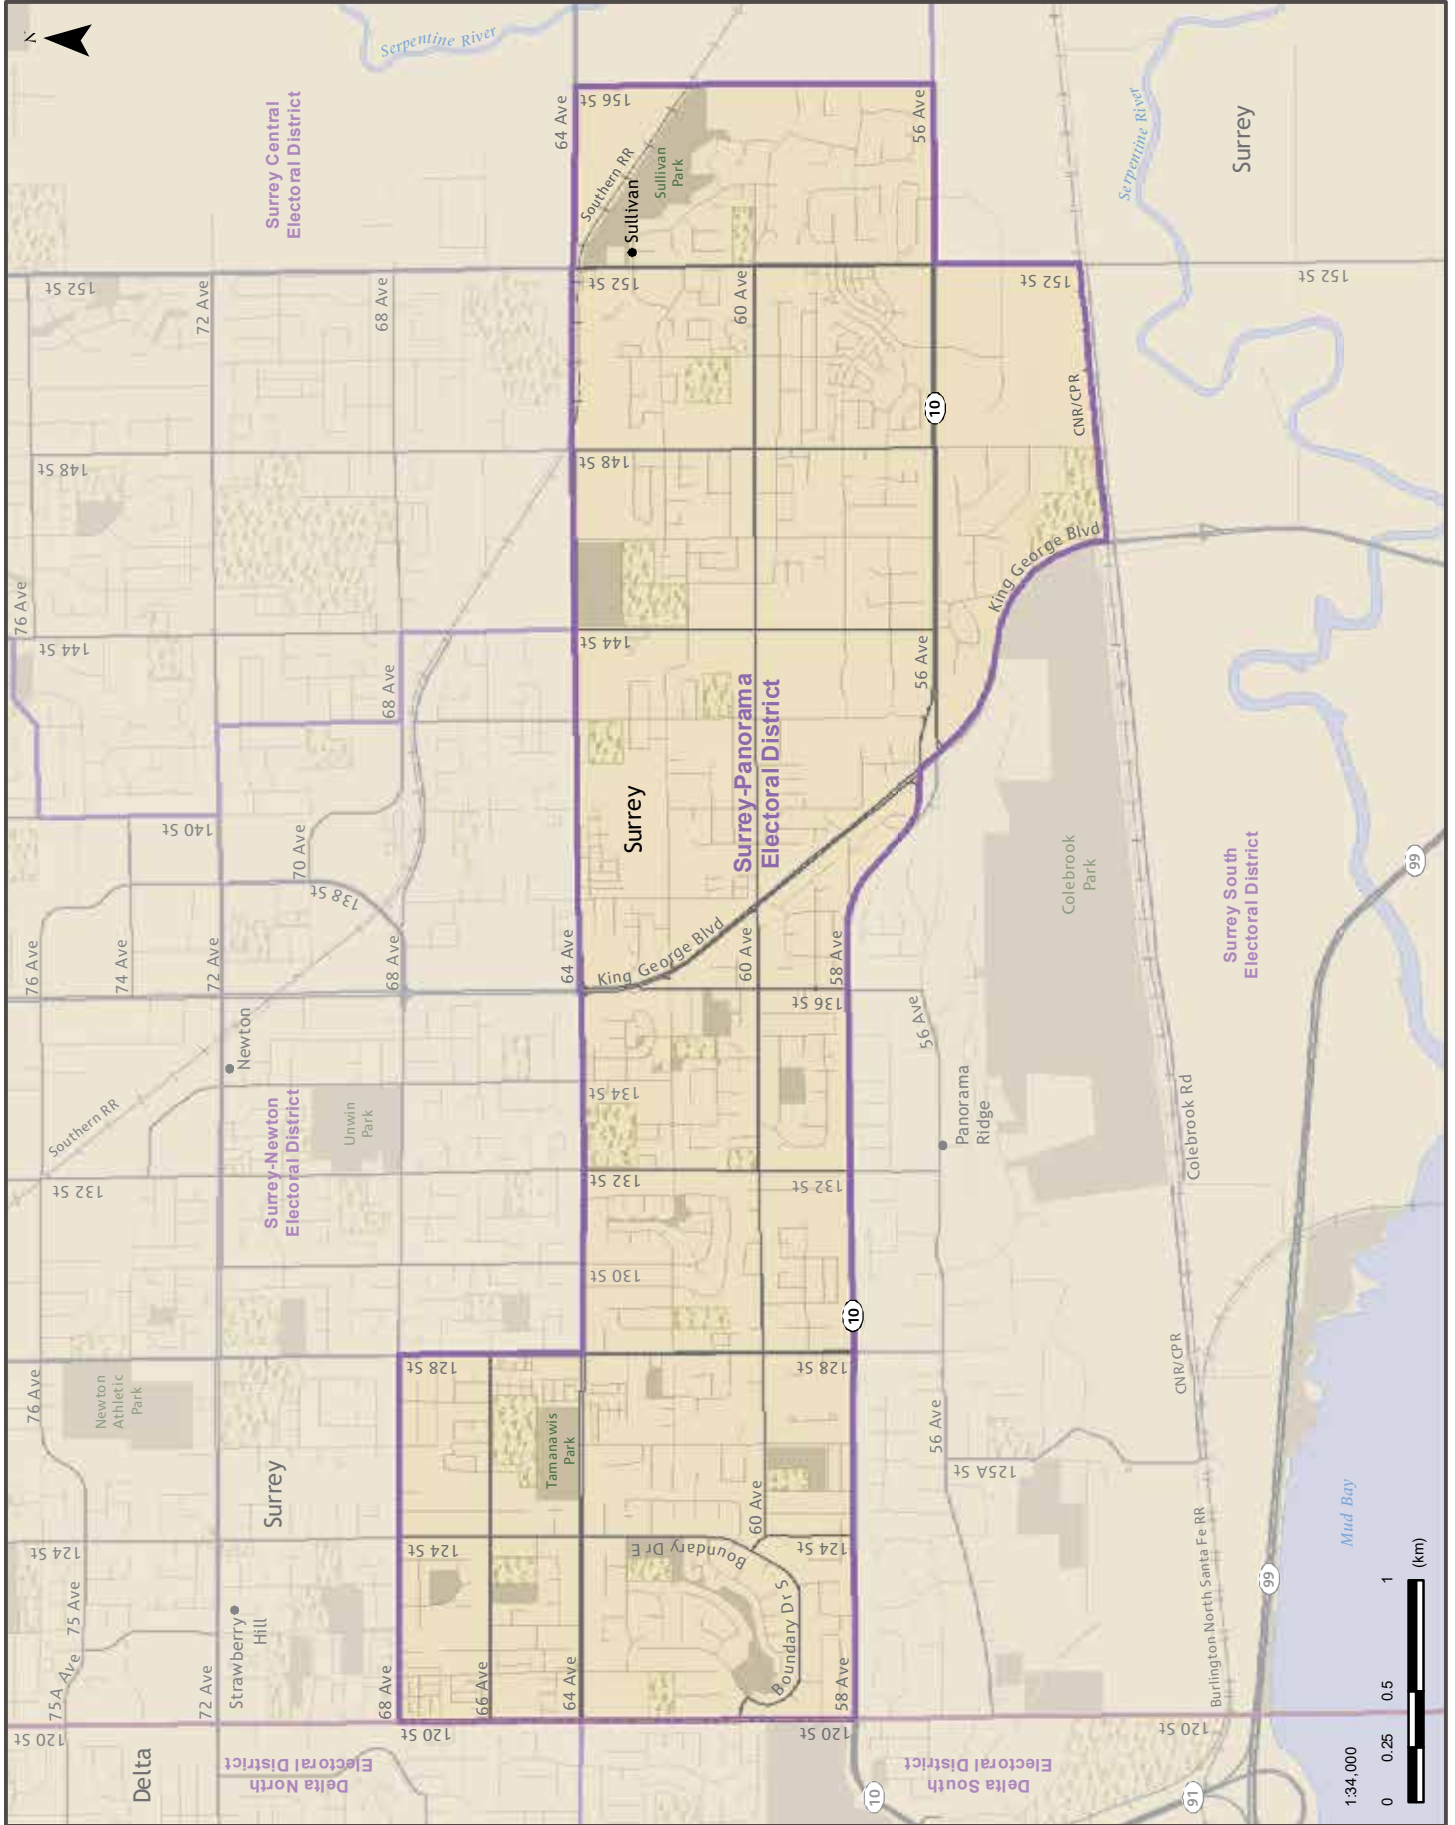 N
Serpentine River
Surrey Central
Electoral District
64 Ave
156 St
56 Ave
Southern RR
Sullivan
Sullivan
Park
Serpentine River
Surrey
152 St
72 Ave
68 Ave
152 St
60 Ave
152 St
152 St
10
CNR/CPR
148 St
148 St
76 Ave
144 St
68 Ave
144 St
56 Ave
King George Blvd
Surrey-Panorama
Electoral District
Surrey
140 St
70 Ave
138 St
Colebrook
Park
Surrey South
Electoral District
99
76 Ave
74 Ave
72 Ave
68 Ave
64 Ave
King George Blvd
60 Ave
58 Ave
136 St
56 Ave
Newton
Southern RR
Surrey-Newton
Electoral District
Unwin
Park
134 St
Panorama
Ridge
Colebrook Rd
132 St
132 St
132 St
130 St
10
CNR/CPR
76 Ave
Newton
Athletic
Park
128 St
128 St
Tamanawis
Park
56 Ave
125A St
Surrey
60 Ave
124 St
124 St
Boundary Dr E
124 St
Burlington North Santa Fe RR
Mud Bay
99
75 Ave
Strawberry
Hill
Boundary Dr S
75A Ave
72 Ave
68 Ave
66 Ave
64 Ave
58 Ave
120 St
120 St
120 St
120 St
Delta
Delta North
Electoral District
Delta South
Electoral District
10
91
1:34,000
0
0.25
0.5
1
(km)